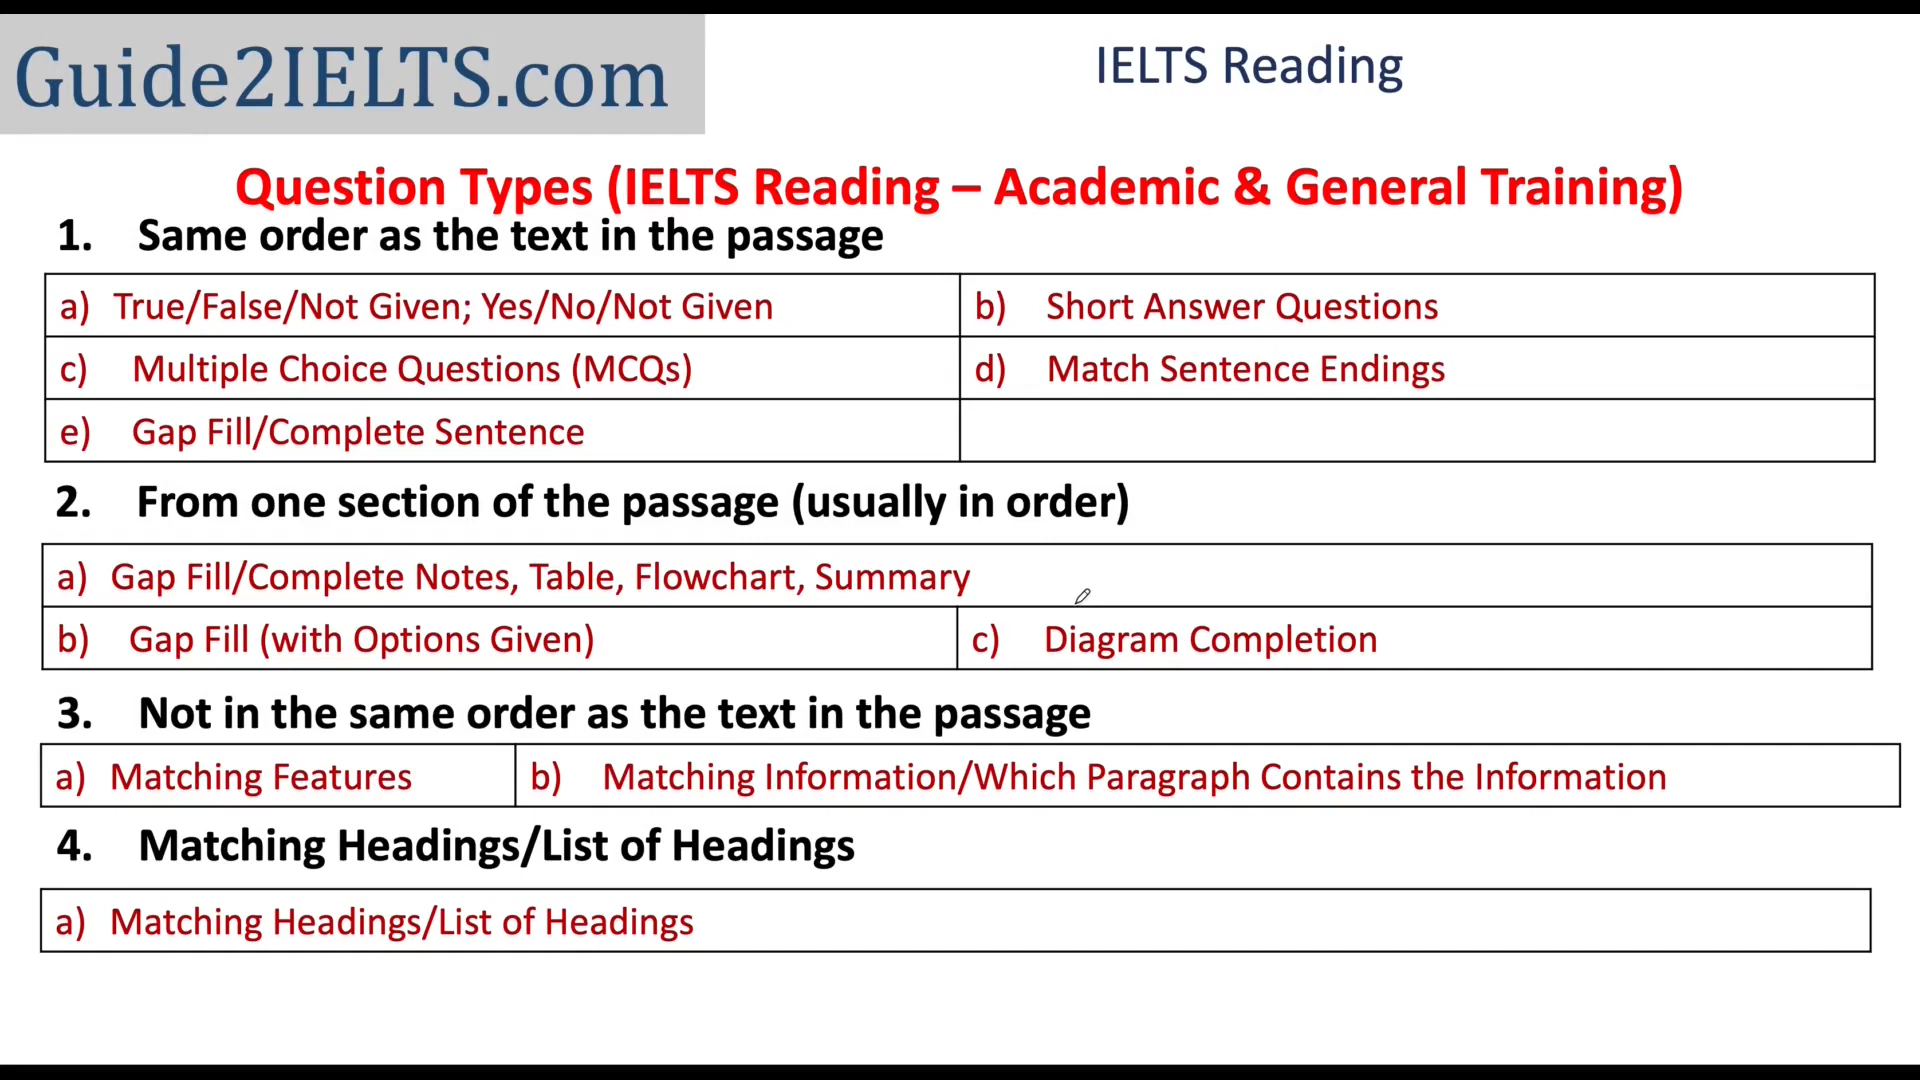 Guide2IELTS.com
IELTS Reading
Question Types (IELTS Reading – Academic & General Training)
1. Same order as the text in the passage
a) True/False/Not Given; Yes/No/Not Given
b) Short Answer Questions
c) Multiple Choice Questions (MCQs)
d) Match Sentence Endings
e) Gap Fill/Complete Sentence
2. From one section of the passage (usually in order)
a) Gap Fill/Complete Notes, Table, Flowchart, Summary
b) Gap Fill (with Options Given)
c) Diagram Completion
3. Not in the same order as the text in the passage
a) Matching Features
b) Matching Information/Which Paragraph Contains the Information
4. Matching Headings/List of Headings
a) Matching Headings/List of Headings